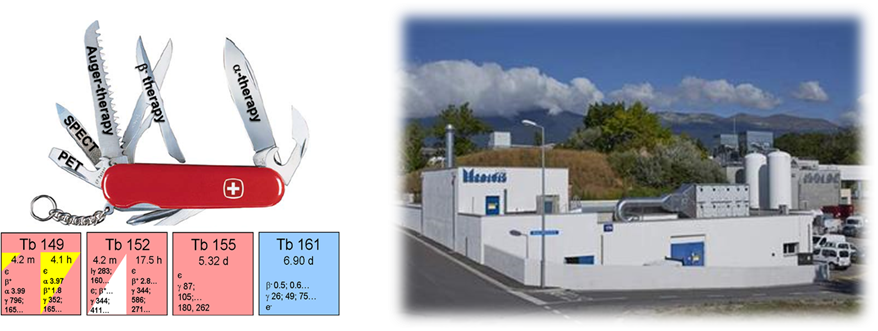 Auger-therapy
β⁻ therapy
α-therapy
SPECT
PET
Tb 149
4.2 m 4.1 h
ϵ ϵ
β⁺ α 3.97
α 3.99 β⁺ 1.8
γ 796; γ 352;
165... 165...
Tb 152
4.2 m 17.5 h
Iγ 283; ϵ
160... β⁺ 2.8...
ϵ; β⁺... γ 344;
γ 344; 586;
411... 271...
Tb 155
5.32 d
ϵ
γ 87;
105;...
180, 262
Tb 161
6.90 d
β⁻ 0.5; 0.6...
γ 26; 49; 75...
e⁻
MEDICIS
ISOLDE